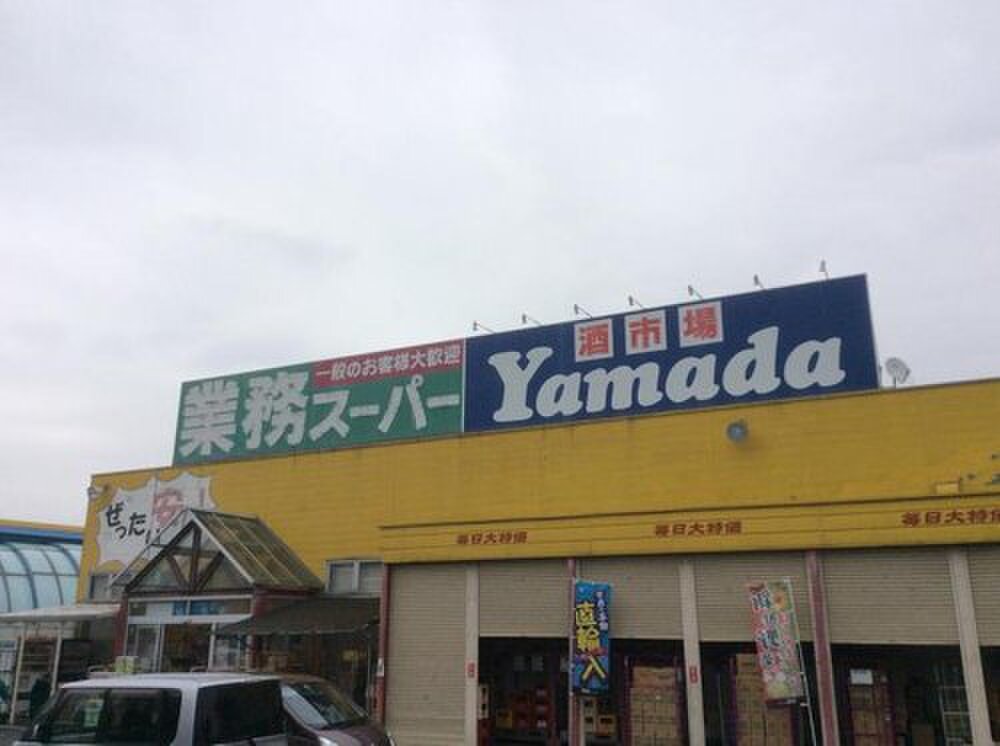 一般のお客様大歓迎
業務スーパー
酒市場
Yamada
ぜったい安
毎日大特価
毎日大特価
毎日大特価
直輸入